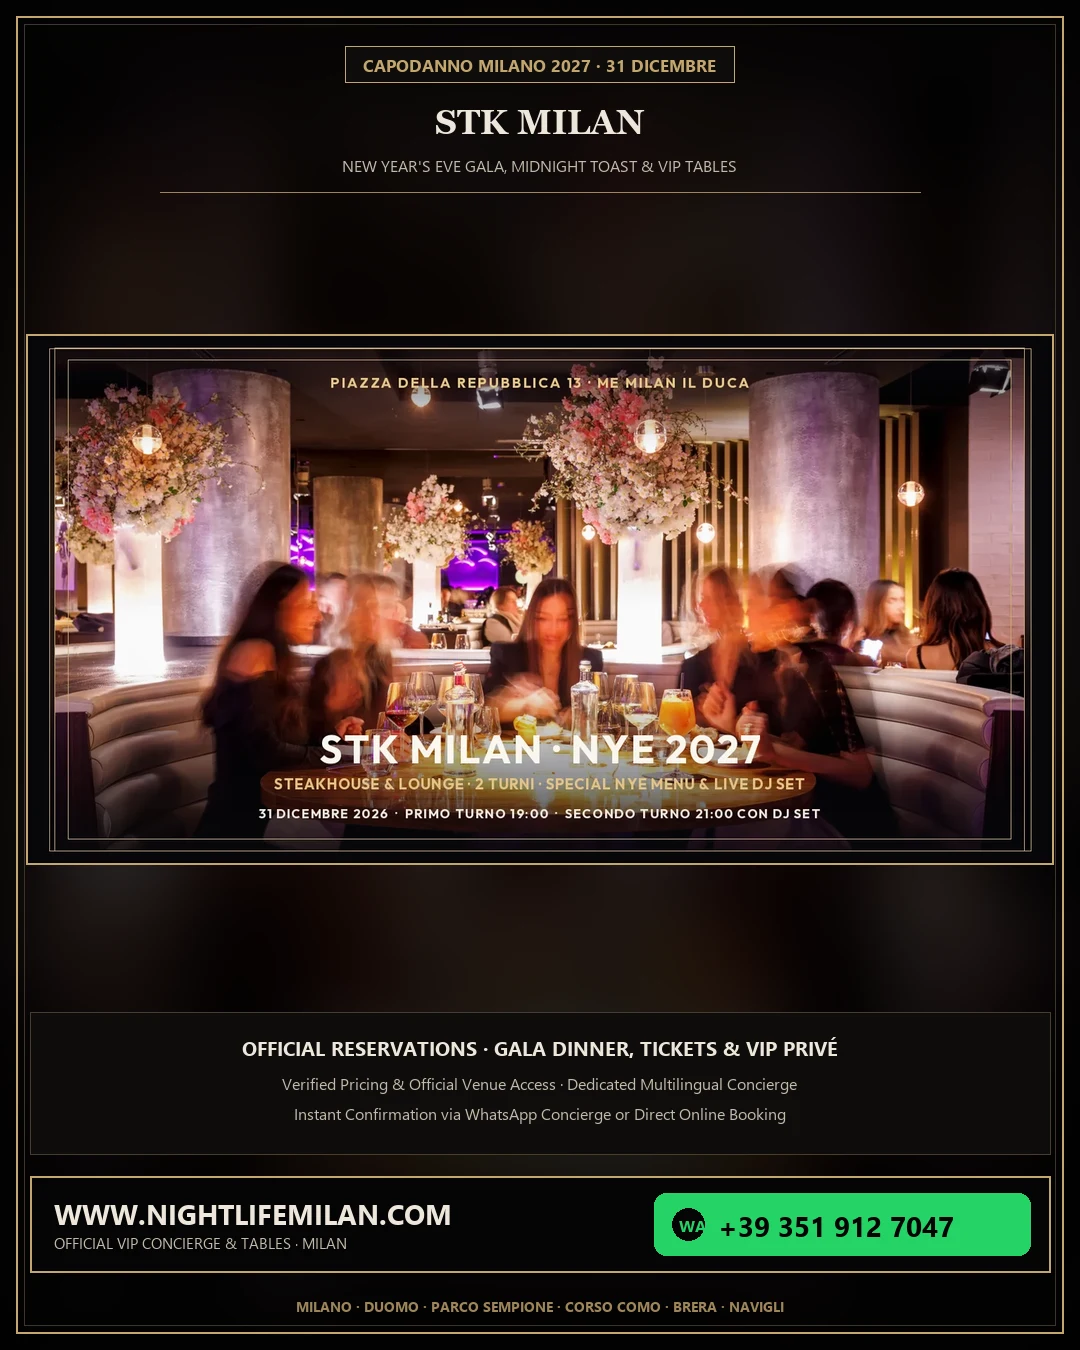 CAPODANNO MILANO 2027 · 31 DICEMBRE
STK MILAN
NEW YEAR'S EVE GALA, MIDNIGHT TOAST & VIP TABLES
PIAZZA DELLA REPUBBLICA 13 · ME MILAN IL DUCA
STK MILAN · NYE 2027
STEAKHOUSE & LOUNGE · 2 TURNI · SPECIAL NYE MENU & LIVE DJ SET
31 DICEMBRE 2026 · PRIMO TURNO 19:00 · SECONDO TURNO 21:00 CON DJ SET
OFFICIAL RESERVATIONS · GALA DINNER, TICKETS & VIP PRIVÉ
Verified Pricing & Official Venue Access · Dedicated Multilingual Concierge
Instant Confirmation via WhatsApp Concierge or Direct Online Booking
WWW.NIGHTLIFEMILAN.COM
OFFICIAL VIP CONCIERGE & TABLES · MILAN
WA +39 351 912 7047
MILANO · DUOMO · PARCO SEMPIONE · CORSO COMO · BRERA · NAVIGLI